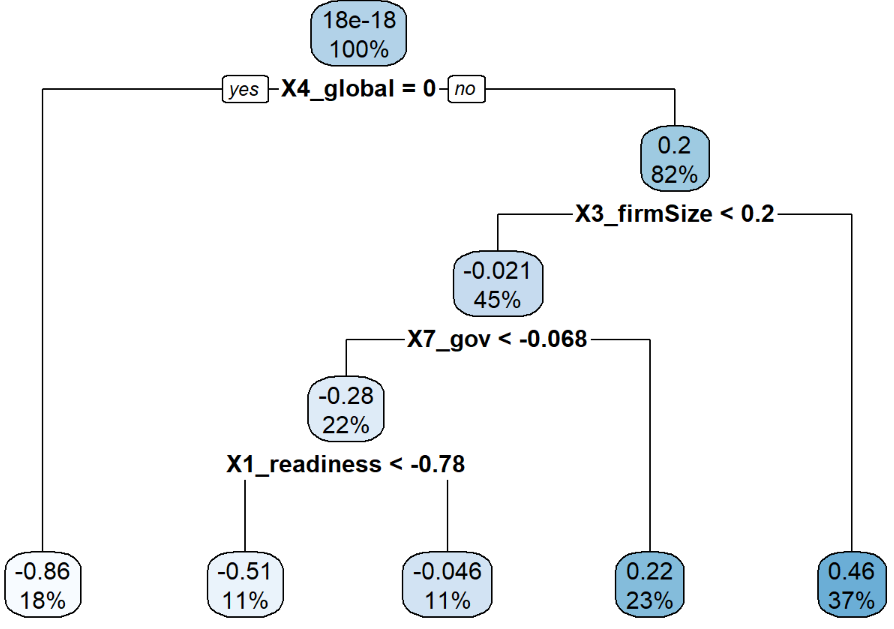 18e-18
100%
yes X4_global = 0 no
0.2
82%
X3_firmSize < 0.2
-0.021
45%
X7_gov < -0.068
-0.28
22%
X1_readiness < -0.78
-0.86 -0.51 -0.046 0.22 0.46
18% 11% 11% 23% 37%